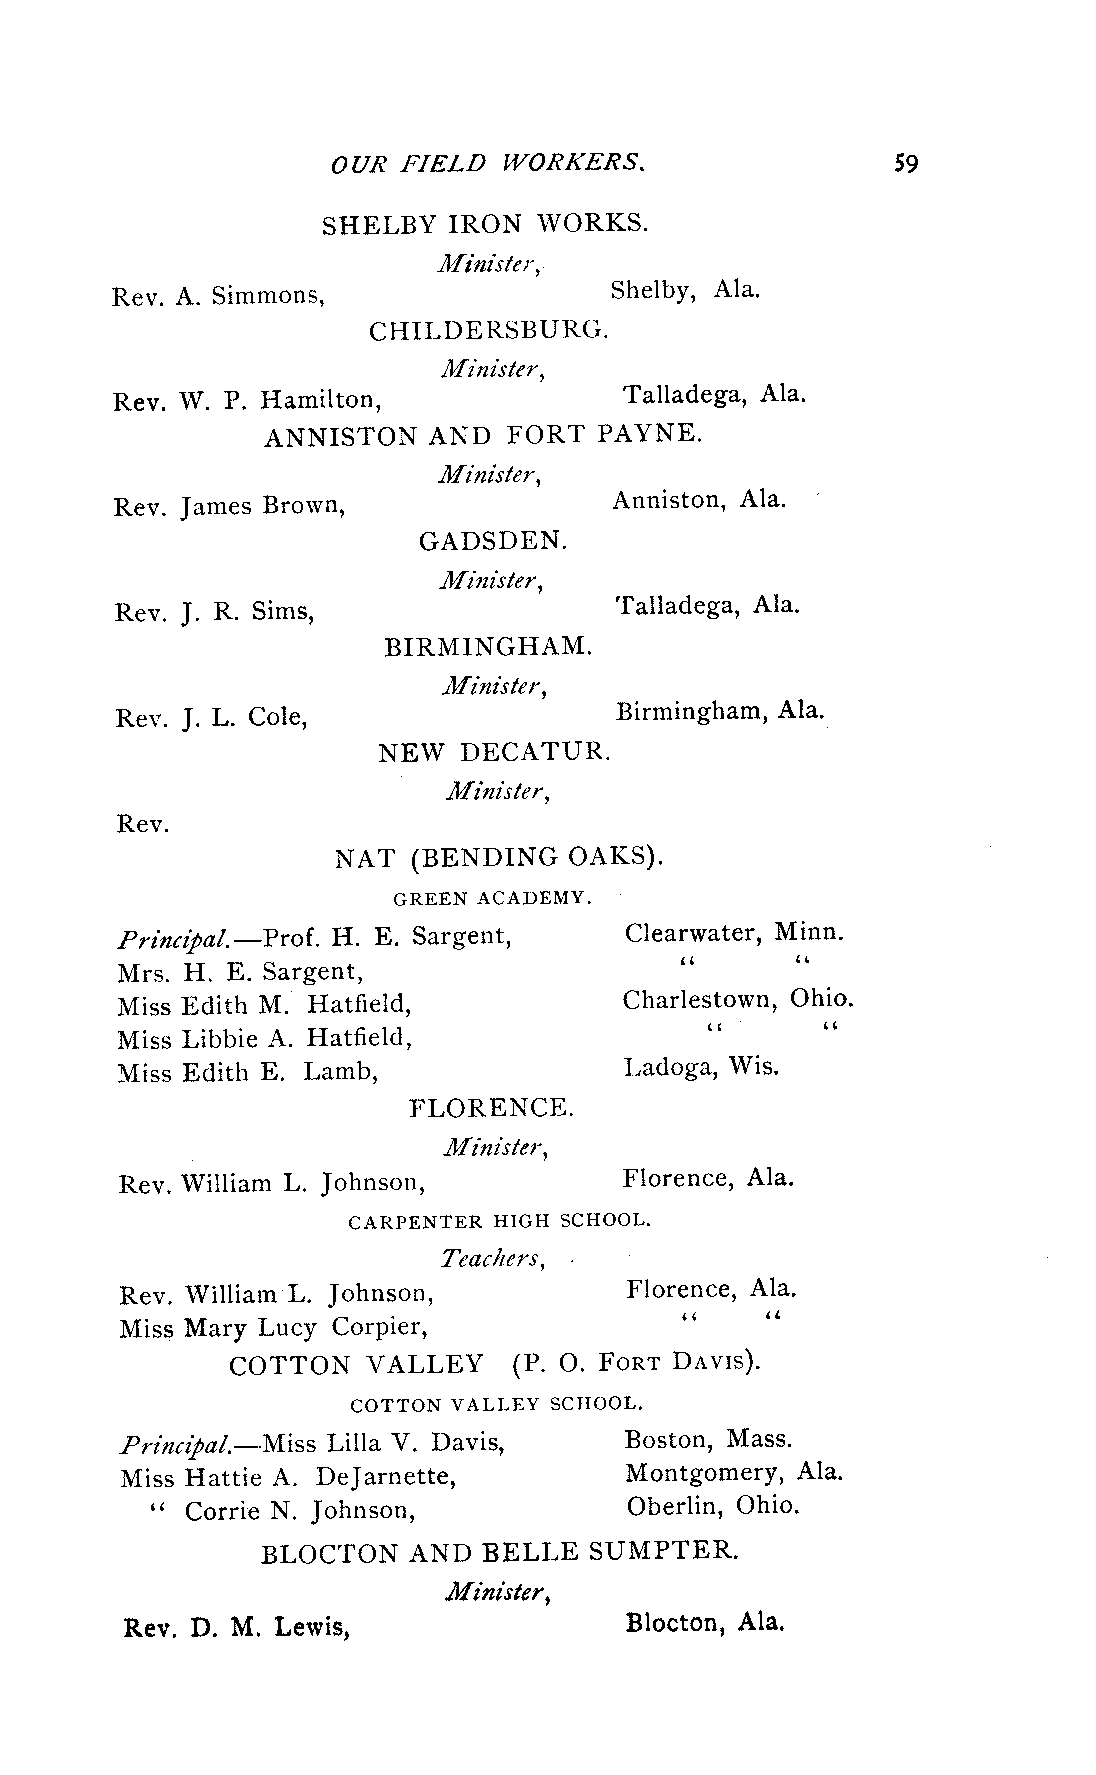 OUR FIELD WORKERS. 59
SHELBY IRON WORKS.
Minister,
Rev. A. Simmons, Shelby, Ala.
CHILDERSBURG.
Minister,
Rev. W. P. Hamilton, Talladega, Ala.
ANNISTON AND FORT PAYNE.
Minister,
Rev. James Brown, Anniston, Ala.
GADSDEN.
Minister,
Rev. J. R. Sims, Talladega, Ala.
BIRMINGHAM.
Minister,
Rev. J. L. Cole, Birmingham, Ala.
NEW DECATUR.
Minister,
Rev.
NAT (BENDING OAKS).
GREEN ACADEMY.
Principal.—Prof. H. E. Sargent, Clearwater, Minn.
Mrs. H. E. Sargent, “ “
Miss Edith M. Hatfield, Charlestown, Ohio.
Miss Libbie A. Hatfield, “ “
Miss Edith E. Lamb, Ladoga, Wis.
FLORENCE.
Minister,
Rev. William L. Johnson, Florence, Ala.
CARPENTER HIGH SCHOOL.
Teachers,
Rev. William L. Johnson, Florence, Ala.
Miss Mary Lucy Corpier, “ “
COTTON VALLEY (P. O. FORT DAVIS).
COTTON VALLEY SCHOOL.
Principal.—Miss Lilla V. Davis, Boston, Mass.
Miss Hattie A. DeJarnette, Montgomery, Ala.
“ Corrie N. Johnson, Oberlin, Ohio.
BLOCTON AND BELLE SUMPTER.
Minister,
Rev. D. M. Lewis, Blocton, Ala.